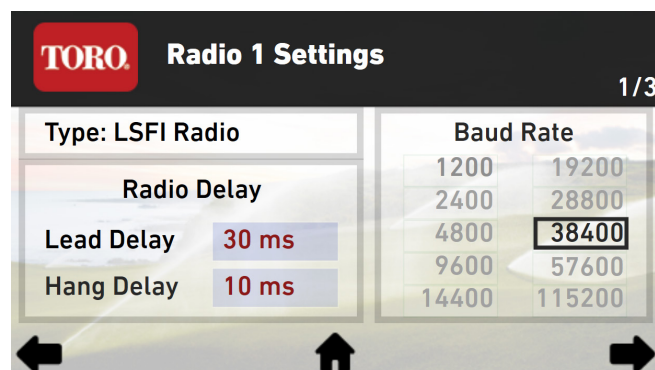 TORO.
Radio 1 Settings
1/3
Type: LSFI Radio
Radio Delay
Lead Delay 30 ms
Hang Delay 10 ms
Baud Rate
1200 19200
2400 28800
4800 38400
9600 57600
14400 115200